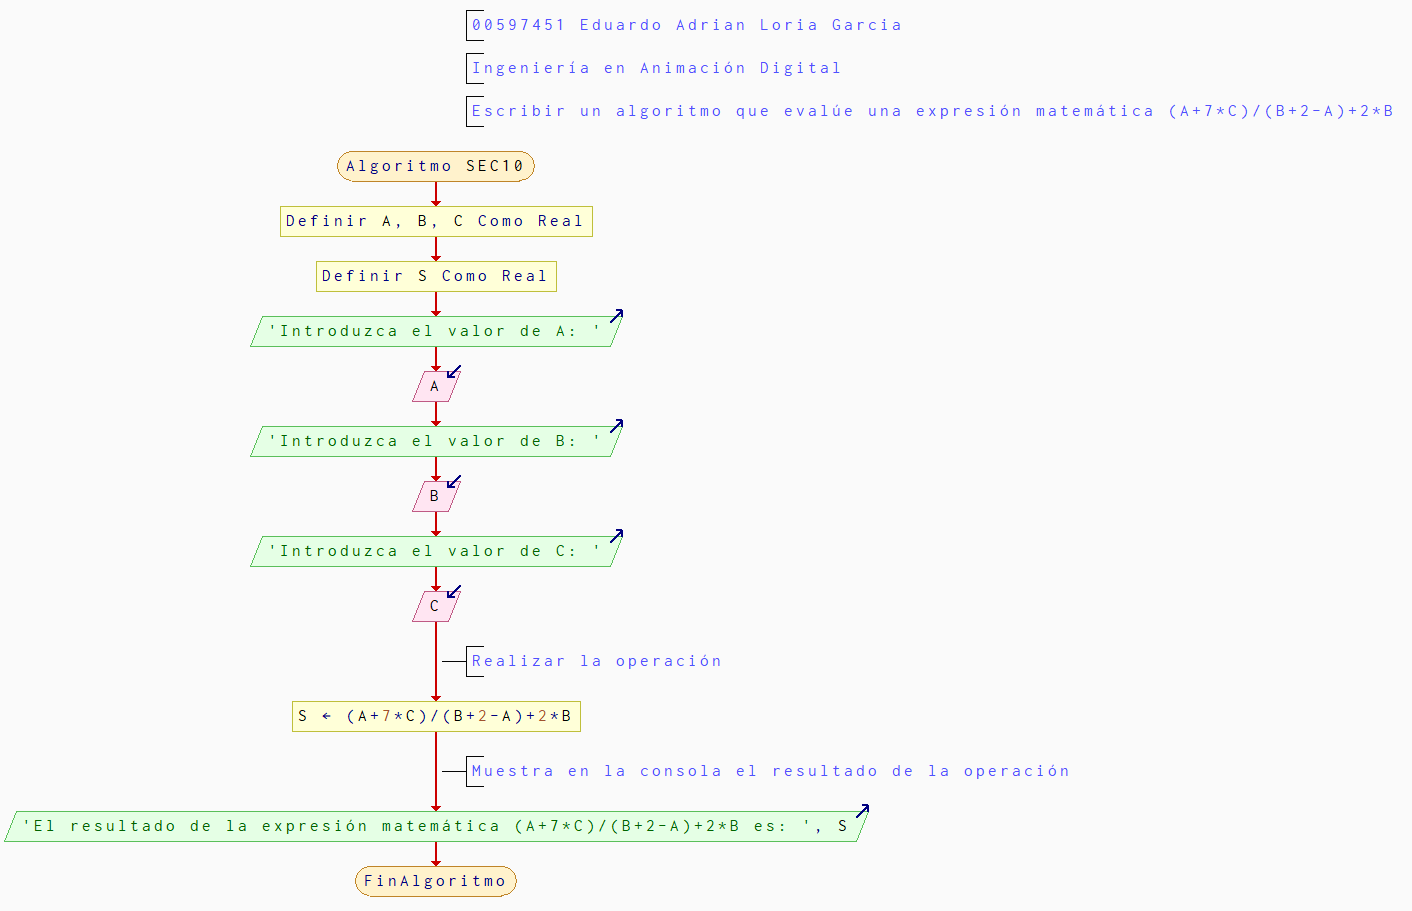 00597451 Eduardo Adrian Loria Garcia
Ingeniería en Animación Digital
Escribir un algoritmo que evalúe una expresión matemática (A+7*C)/(B+2-A)+2*B
Algoritmo SEC10
Definir A, B, C Como Real
Definir S Como Real
'Introduzca el valor de A: '
A
'Introduzca el valor de B: '
B
'Introduzca el valor de C: '
C
Realizar la operación
S ← (A+7*C)/(B+2-A)+2*B
Muestra en la consola el resultado de la operación
'El resultado de la expresión matemática (A+7*C)/(B+2-A)+2*B es: ', S
FinAlgoritmo